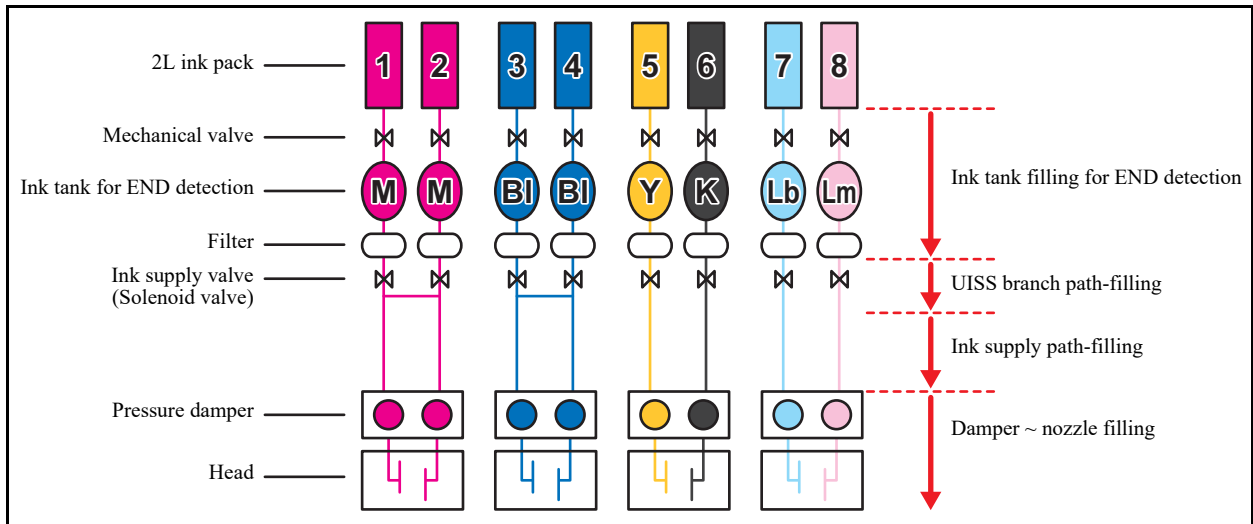 2L ink pack
1 2 3 4 5 6 7 8
Mechanical valve
Ink tank for END detection
M M Bl Bl Y K Lb Lm
Ink tank filling for END detection
Filter
Ink supply valve
(Solenoid valve)
UISS branch path-filling
Ink supply path-filling
Pressure damper
Damper ~ nozzle filling
Head